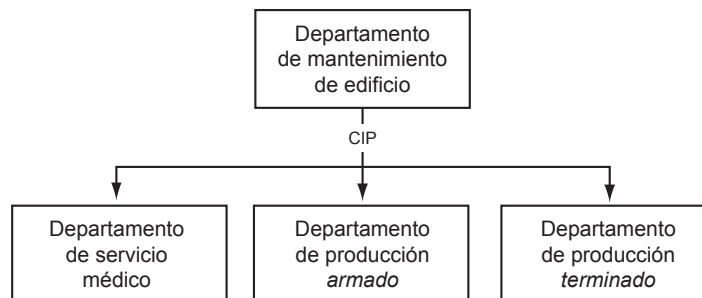 Departamento
de mantenimiento
de edificio
CIP
Departamento
de servicio
médico
Departamento
de producción
armado
Departamento
de producción
terminado